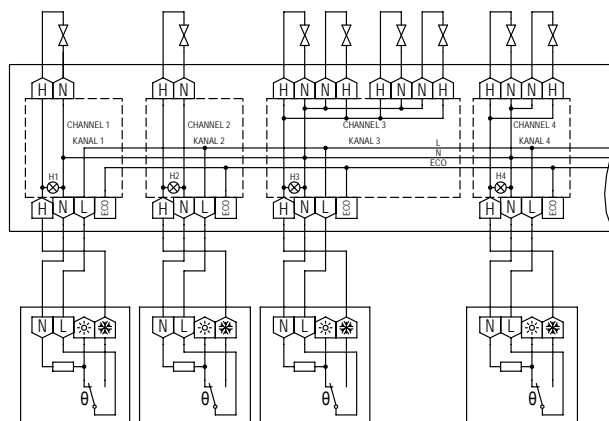 H N
H N
H N N H
H N N H
H N N H
CHANNEL 1
KANAL 1
CHANNEL 2
KANAL 2
CHANNEL 3
KANAL 3
CHANNEL 4
KANAL 4
L
N
ECO
H1
H2
H3
H4
H N L ECO
H N L ECO
H N L ECO
H N L ECO
N L
N L
N L
N L
θ
θ
θ
θ